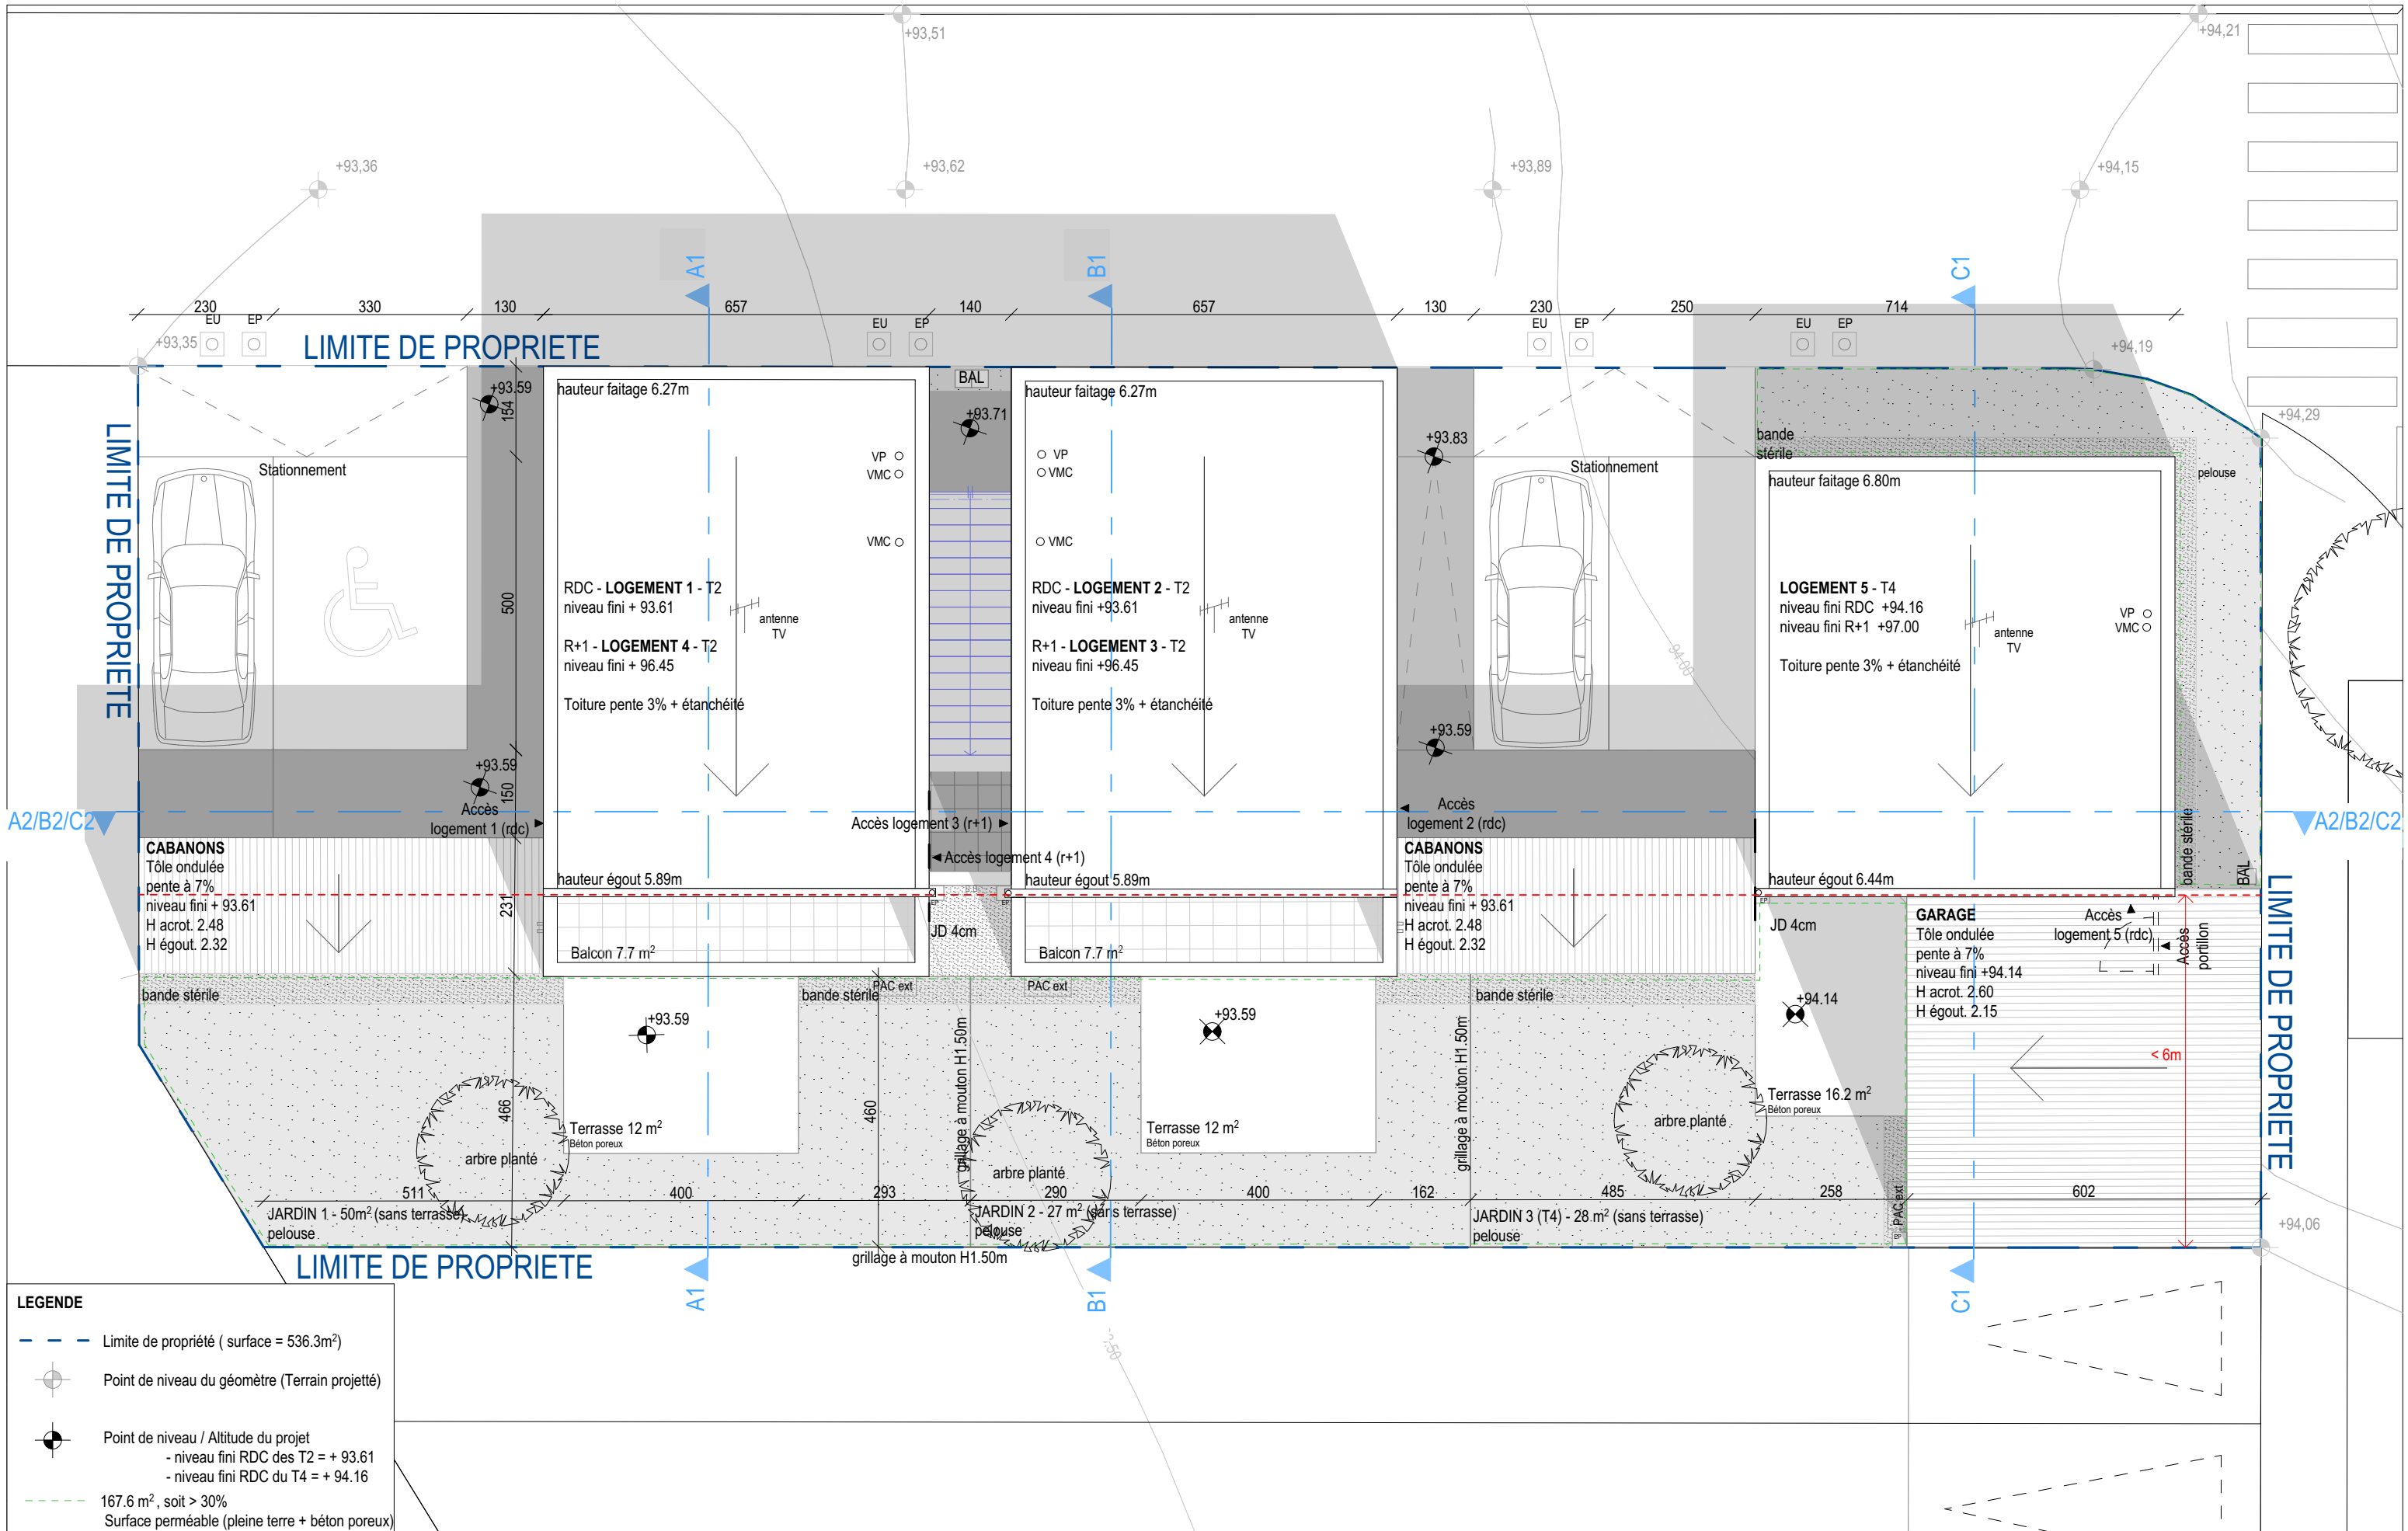 +93,51
+94,21
+93,36
+93,62
+93,89
+94,15
A1
B1
C1
230
330
130
657
140
657
130
230
250
714
EU
EP
EU
EP
EU
EP
EU
EP
+93,35
+94,19
LIMITE DE PROPRIETE
LIMITE DE PROPRIETE
+93.59
154
hauteur faitage 6.27m
BAL
hauteur faitage 6.27m
+93.71
+94,29
+93.83
bande
stérile
Stationnement
VP
VMC
VP
VMC
Stationnement
hauteur faitage 6.80m
pelouse
VMC
VMC
500
RDC - LOGEMENT 1 - T2
niveau fini + 93.61
R+1 - LOGEMENT 4 - T2
niveau fini + 96.45
Toiture pente 3% + étanchéité
antenne
TV
RDC - LOGEMENT 2 - T2
niveau fini +93.61
R+1 - LOGEMENT 3 - T2
niveau fini +96.45
Toiture pente 3% + étanchéité
antenne
TV
94.00
LOGEMENT 5 - T4
niveau fini RDC +94.16
niveau fini R+1 +97.00
Toiture pente 3% + étanchéité
antenne
TV
VP
VMC
+93.59
+93.59
150
A2/B2/C2
Accès
logement 1 (rdc)
Accès logement 3 (r+1)
Accès
logement 2 (rdc)
A2/B2/C2
bande stérile
BAL
Accès logement 4 (r+1)
CABANONS
Tôle ondulée
pente à 7%
niveau fini + 93.61
H acrot. 2.48
H égout. 2.32
231
hauteur égout 5.89m
hauteur égout 5.89m
CABANONS
Tôle ondulée
pente à 7%
niveau fini + 93.61
H acrot. 2.48
H égout. 2.32
hauteur égout 6.44m
EP
EP
EP
JD 4cm
JD 4cm
Balcon 7.7 m²
Balcon 7.7 m²
GARAGE
Tôle ondulée
pente à 7%
niveau fini +94.14
H acrot. 2.60
H égout. 2.15
Accès
logement 5 (rdc)
Accès
portillon
LIMITE DE PROPRIETE
bande stérile
bande stérile
PAC ext
PAC ext
bande stérile
+93.59
+93.59
+94.14
< 6m
grillage à mouton H1.50m
grillage à mouton H1.50m
466
460
Terrasse 12 m²
Béton poreux
Terrasse 12 m²
Béton poreux
Terrasse 16.2 m²
Béton poreux
arbre planté
arbre planté
arbre planté
511
400
293
290
400
162
485
258
602
PAC ext
JARDIN 1 - 50m² (sans terrasse)
pelouse
JARDIN 2 - 27 m² (sans terrasse)
pelouse
JARDIN 3 (T4) - 28 m² (sans terrasse)
pelouse
+94,06
grillage à mouton H1.50m
LIMITE DE PROPRIETE
A1
B1
C1
LEGENDE
Limite de propriété ( surface = 536.3m²)
Point de niveau du géomètre (Terrain projetté)
Point de niveau / Altitude du projet
- niveau fini RDC des T2 = + 93.61
- niveau fini RDC du T4 = + 94.16
167.6 m² , soit > 30%
Surface perméable (pleine terre + béton poreux)